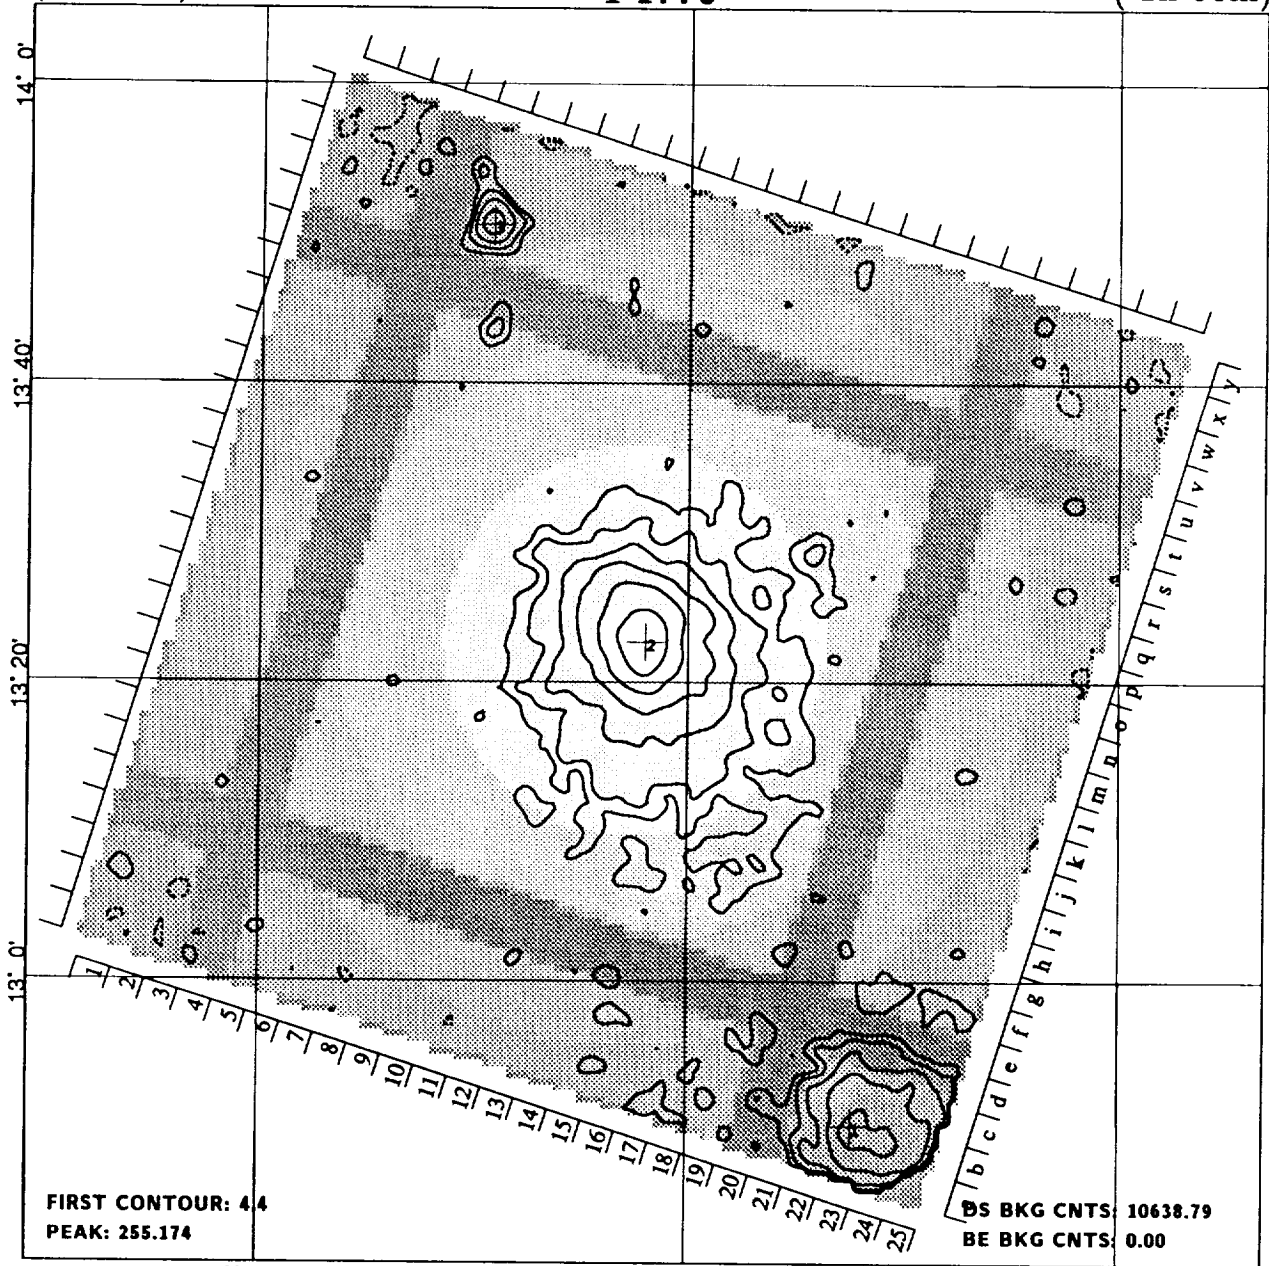 14° 0'
13° 40'
13° 20'
13° 0'
2
1 2 3 4 5 6 7 8 9 10 11 12 13 14 15 16 17 18 19 20 21 22 23 24 25
b c d e f g h i j k l m n o p q r s t u v w x y
FIRST CONTOUR: 4.4
PEAK: 255.174
DS BKG CNTS: 10638.79
BE BKG CNTS: 0.00